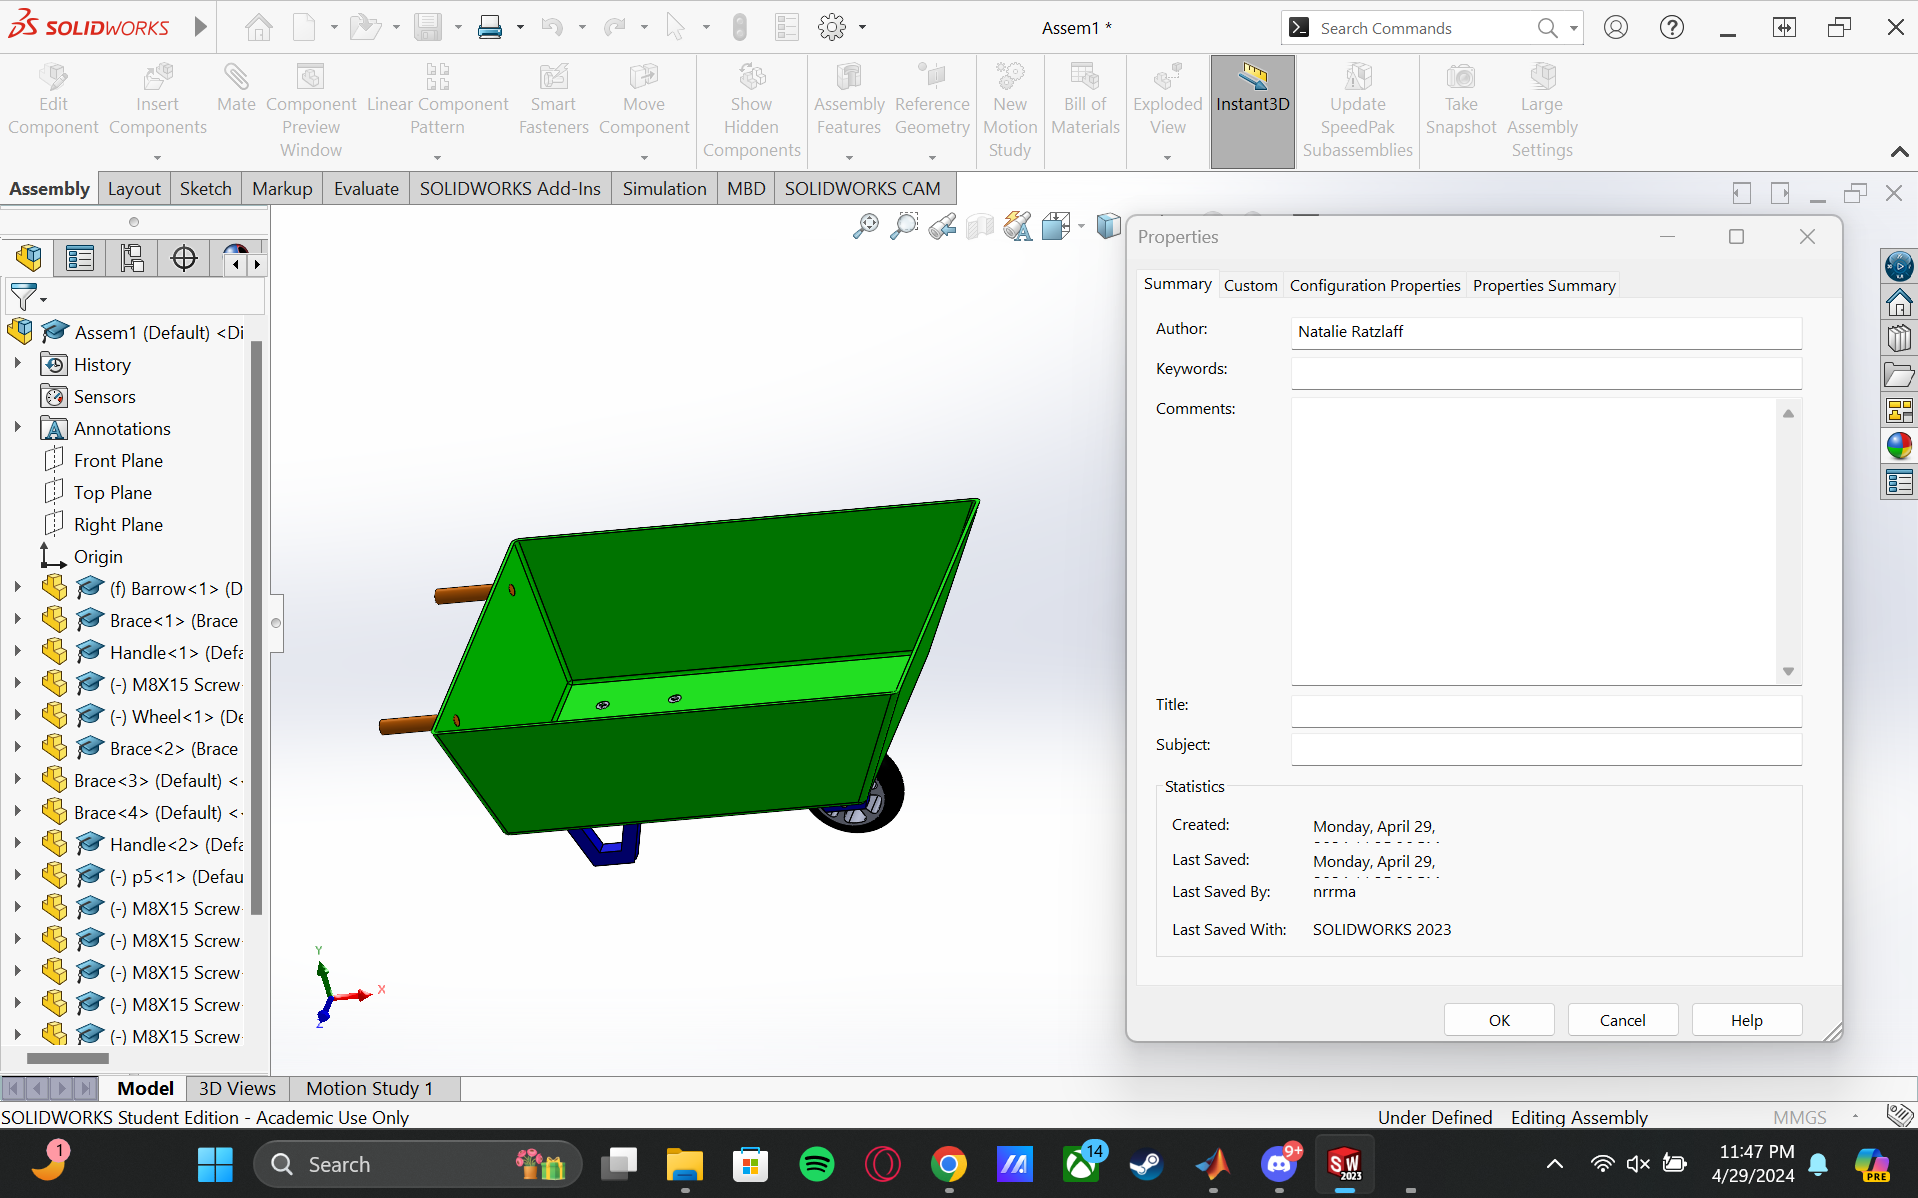 SOLIDWORKS
Assem1 *
Search Commands
Edit Component
Insert Components
Mate
Component Preview Window
Linear Component Pattern
Smart Fasteners
Move Component
Show Hidden Components
Assembly Features
Reference Geometry
New Motion Study
Bill of Materials
Exploded View
Instant3D
Update SpeedPak Subassemblies
Take Snapshot
Large Assembly Settings
Assembly
Layout
Sketch
Markup
Evaluate
SOLIDWORKS Add-Ins
Simulation
MBD
SOLIDWORKS CAM
Assem1 (Default) <Di
History
Sensors
Annotations
Front Plane
Top Plane
Right Plane
Origin
(f) Barrow<1> (D
Brace<1> (Brace
Handle<1> (Defa
(-) M8X15 Screw
(-) Wheel<1> (De
Brace<2> (Brace
Brace<3> (Default) <
Brace<4> (Default) <
Handle<2> (Defa
(-) p5<1> (Defau
(-) M8X15 Screw
(-) M8X15 Screw
(-) M8X15 Screw
(-) M8X15 Screw
(-) M8X15 Screw
Y
X
Z
Properties
Summary
Custom
Configuration Properties
Properties Summary
Author:
Natalie Ratzlaff
Keywords:
Comments:
Title:
Subject:
Statistics
Created:
Monday, April 29,
Last Saved:
Monday, April 29,
Last Saved By:
nrrma
Last Saved With:
SOLIDWORKS 2023
OK
Cancel
Help
Model
3D Views
Motion Study 1
SOLIDWORKS Student Edition - Academic Use Only
Under Defined
Editing Assembly
MMGS
1
Search
14
9+
SW
2023
11:47 PM
4/29/2024
PRE